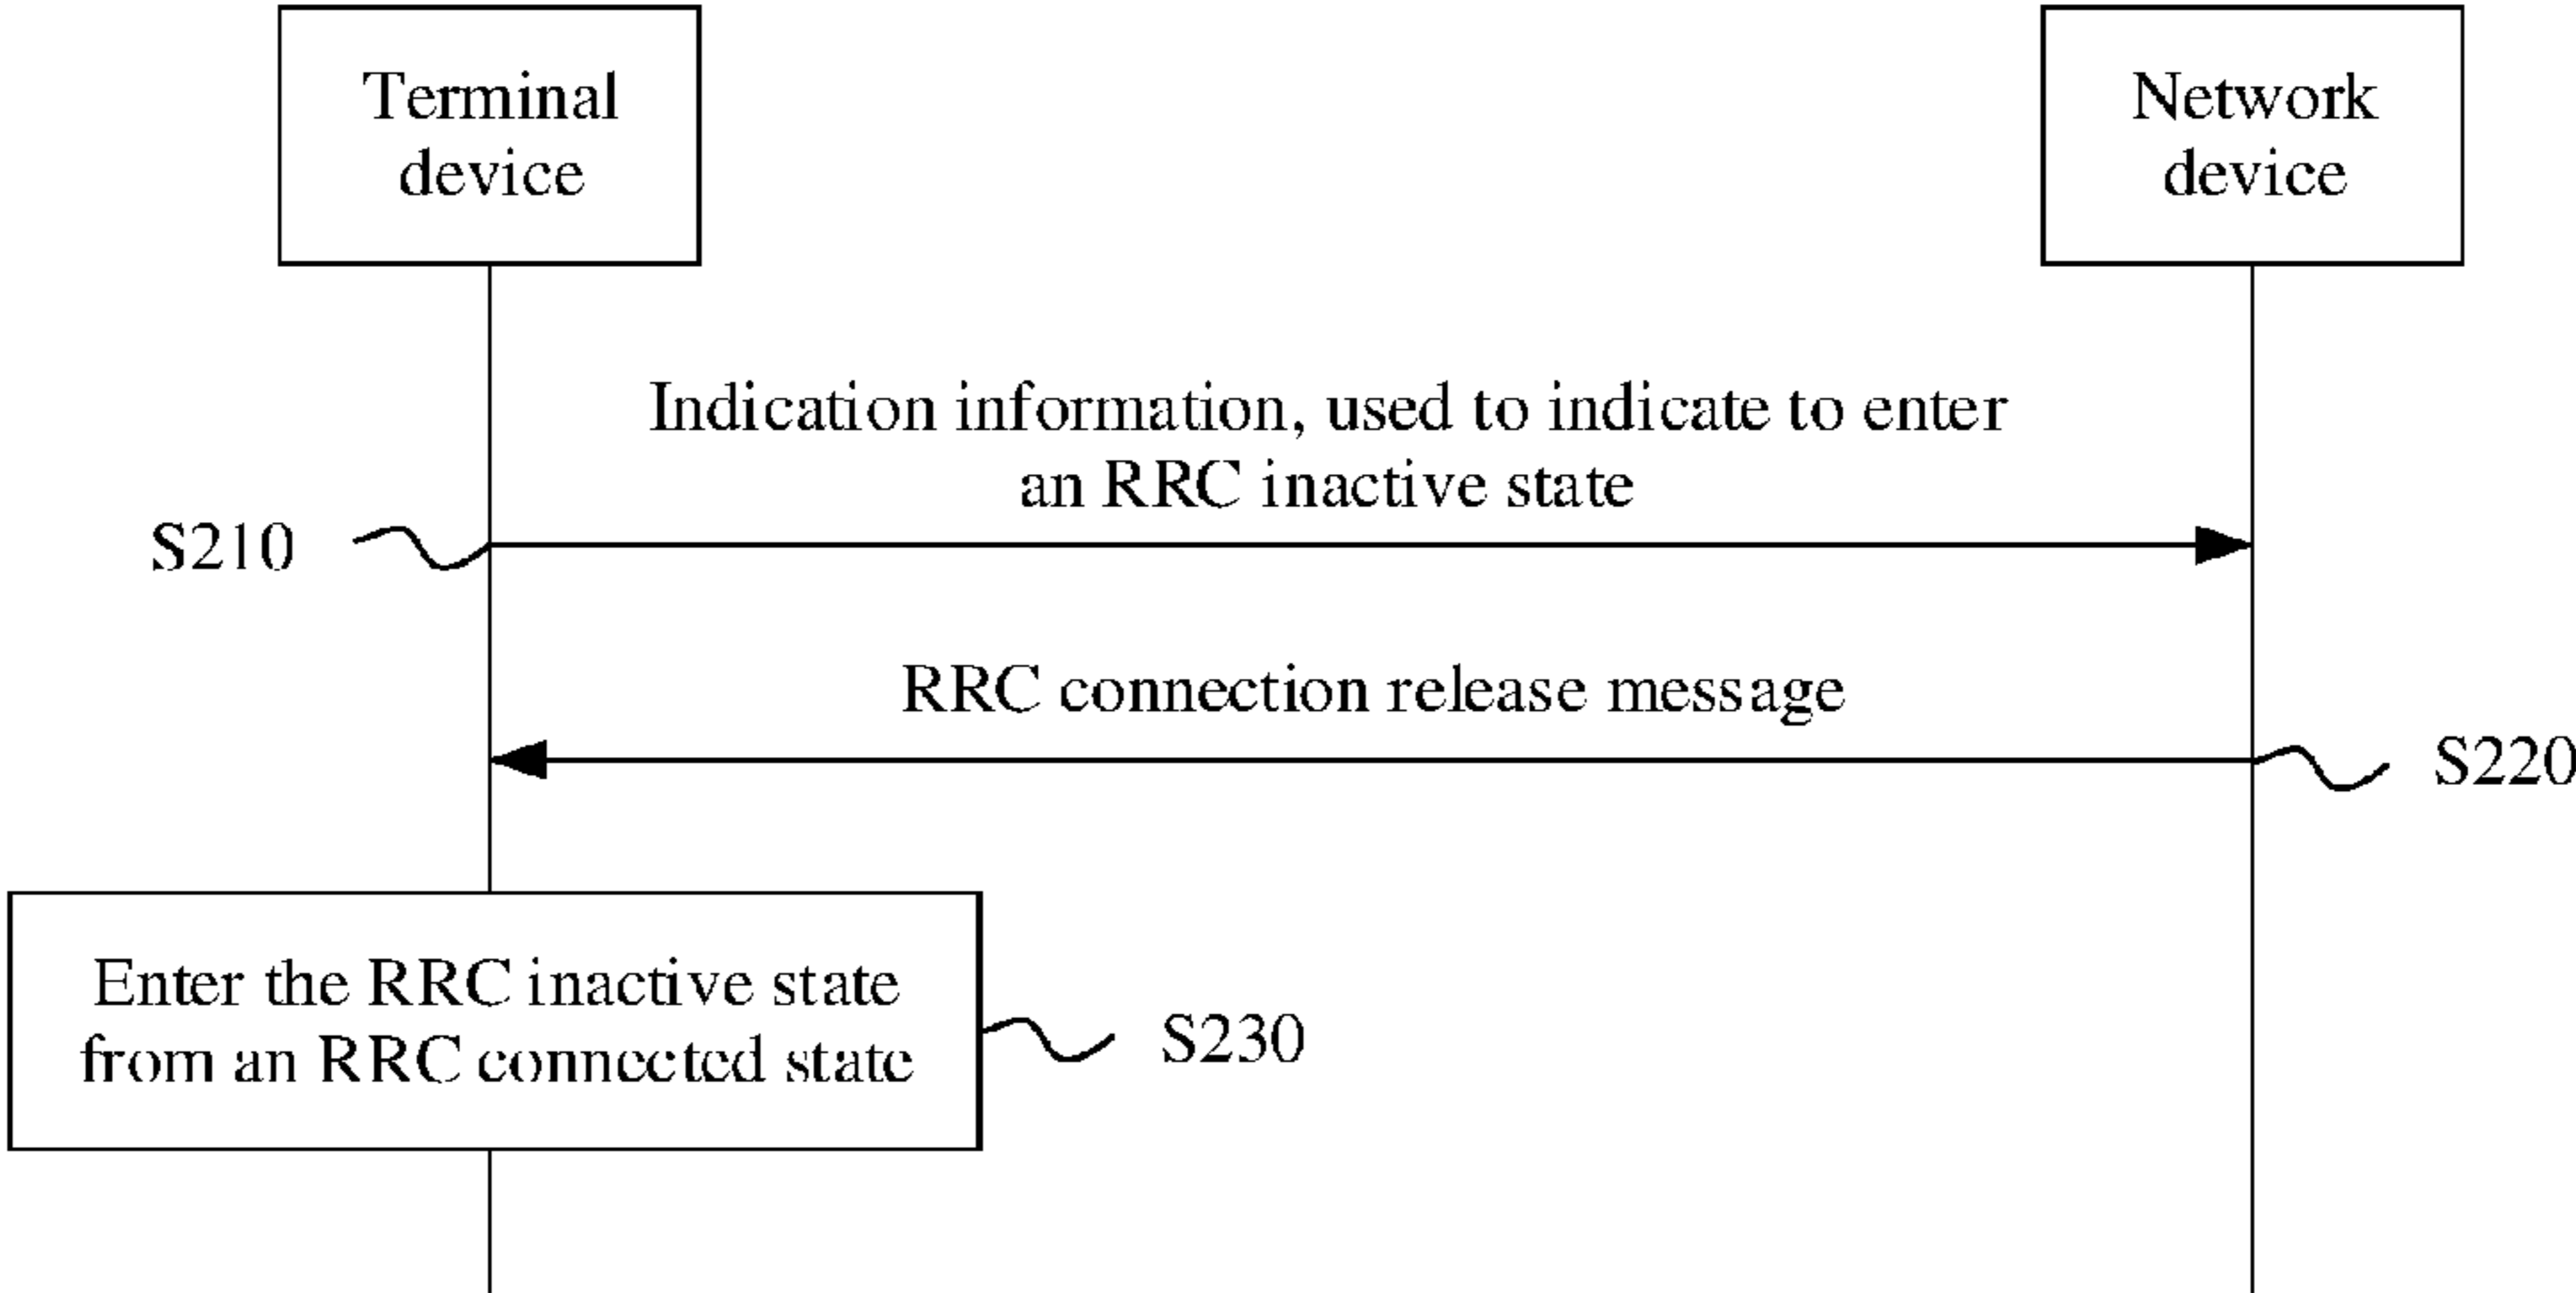 Terminal
device
Network
device
Indication information, used to indicate to enter
an RRC inactive state
S210
RRC connection release message
S220
Enter the RRC inactive state
from an RRC connected state
S230